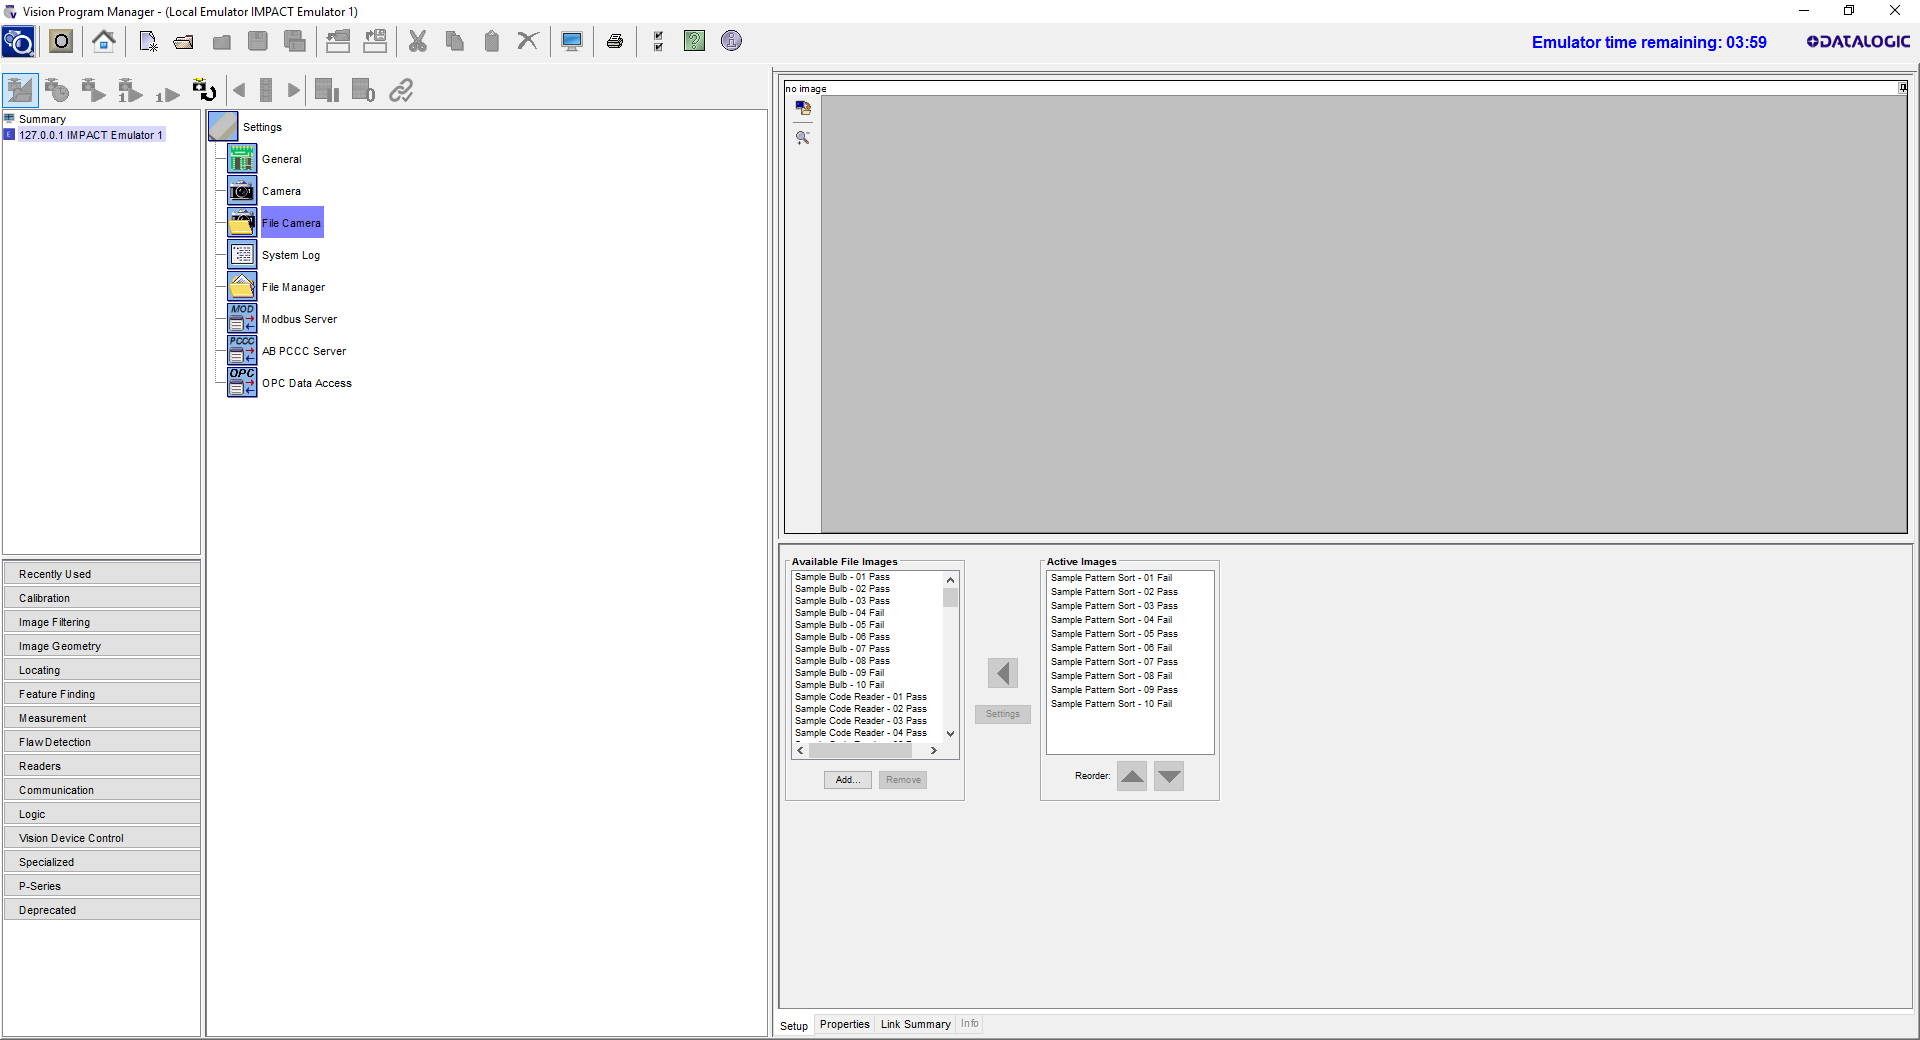 Vision Program Manager - (Local Emulator IMPACT Emulator 1)
O
Emulator time remaining: 03:59
DATALOGIC
Summary
127.0.0.1 IMPACT Emulator 1
Settings
General
Camera
File Camera
System Log
File Manager
MOD
Modbus Server
PCCC
AB PCCC Server
OPC
OPC Data Access
Recently Used
Calibration
Image Filtering
Image Geometry
Locating
Feature Finding
Measurement
Flaw Detection
Readers
Communication
Logic
Vision Device Control
Specialized
P-Series
Deprecated
no image
Available File Images
Sample Bulb - 01 Pass
Sample Bulb - 02 Pass
Sample Bulb - 03 Pass
Sample Bulb - 04 Fail
Sample Bulb - 05 Fail
Sample Bulb - 06 Pass
Sample Bulb - 07 Pass
Sample Bulb - 08 Pass
Sample Bulb - 09 Fail
Sample Bulb - 10 Fail
Sample Code Reader - 01 Pass
Sample Code Reader - 02 Pass
Sample Code Reader - 03 Pass
Sample Code Reader - 04 Pass
Add...
Remove
Settings
Active Images
Sample Pattern Sort - 01 Fail
Sample Pattern Sort - 02 Pass
Sample Pattern Sort - 03 Pass
Sample Pattern Sort - 04 Fail
Sample Pattern Sort - 05 Pass
Sample Pattern Sort - 06 Fail
Sample Pattern Sort - 07 Pass
Sample Pattern Sort - 08 Fail
Sample Pattern Sort - 09 Pass
Sample Pattern Sort - 10 Fail
Reorder:
Setup
Properties
Link Summary
Info